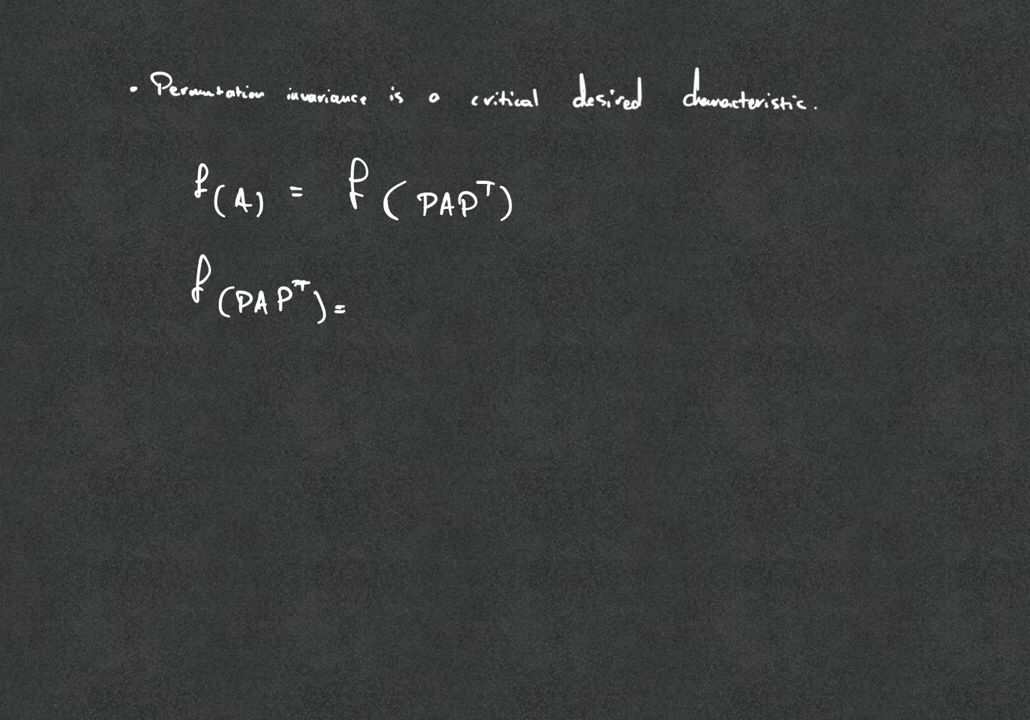 • Permutation invariance is a critical desired characteristic.
f(A) = f(PAPᵀ)
f(PAPᵀ) =